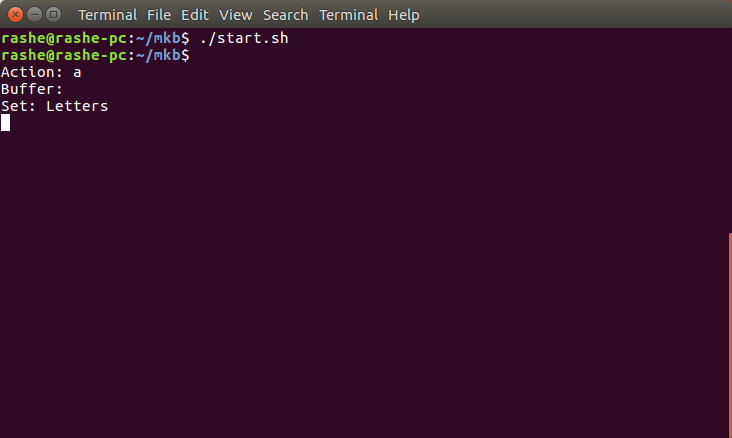 Terminal File Edit View Search Terminal Help
rashe@rashe-pc:~/mkb$ ./start.sh
rashe@rashe-pc:~/mkb$
Action: a
Buffer:
Set: Letters